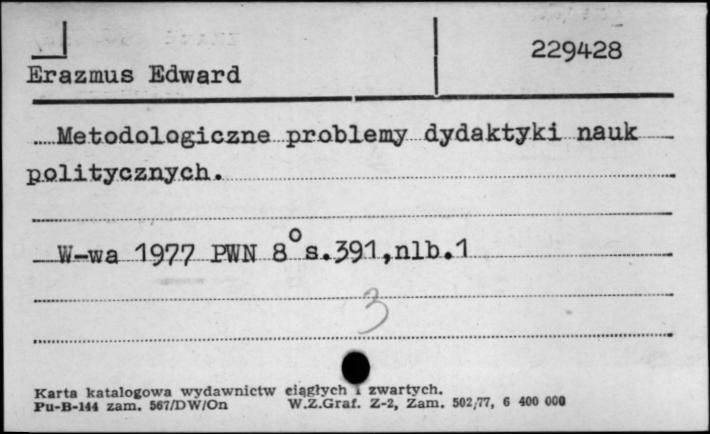 229428
Erazmus Edward
Metodologiczne problemy dydaktyki nauk
politycznych.
W-wa 1977 PWN 8° s.391,nlb.1
3
Karta katalogowa wydawnictw ciągłych i zwartych.
Pu-B-144 zam. 567/DW/On W.Z.Graf. Z-2, Zam. 502/77, 6 400 000